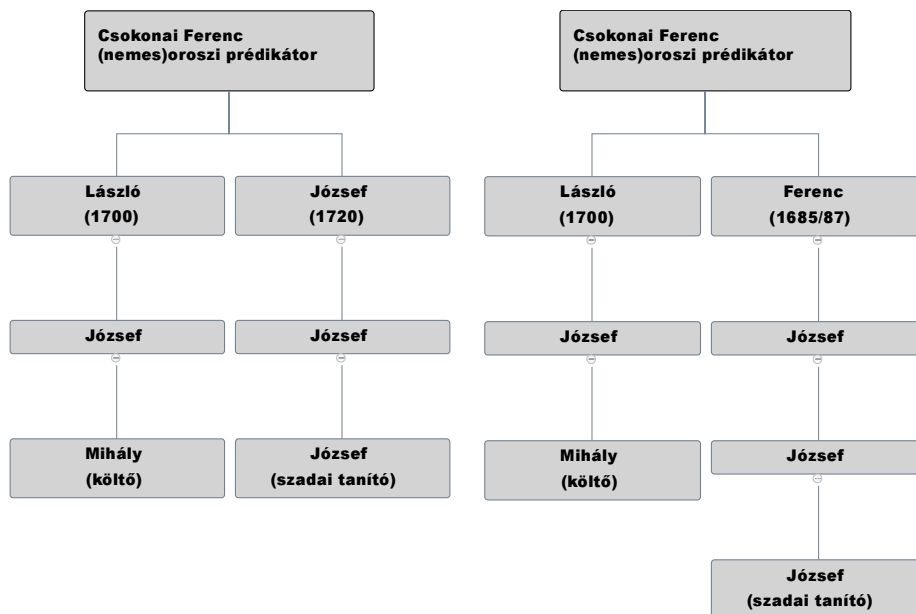 Csokonai Ferenc
(nemes)oroszi prédikátor
László
(1700)
József
(1720)
József
József
Mihály
(költő)
József
(szadai tanító)
Csokonai Ferenc
(nemes)oroszi prédikátor
László
(1700)
Ferenc
(1685/87)
József
József
Mihály
(költő)
József
József
(szadai tanító)